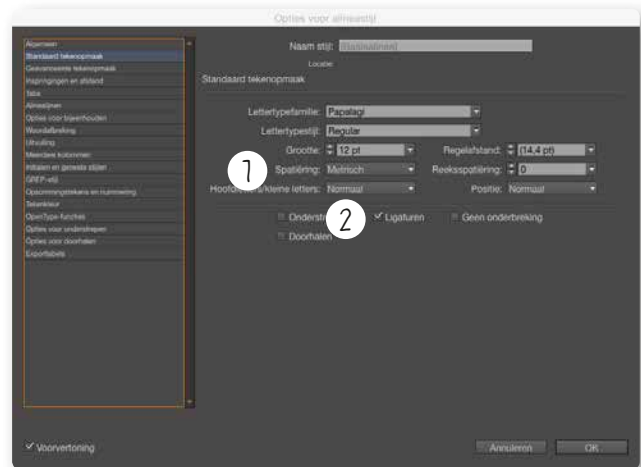 Opties voor alineastijl
Algemeen
Standaard tekenopmaak
Geavanceerde tekenopmaak
Inspringingen en afstand
Tabs
Alinealijnen
Opties voor bijeenhouden
Woordafbreking
Uitvulling
Meerdere kolommen
Initialen en geneste stijlen
GREP-stijl
Opsommingstekens en nummering
Tekenkleur
OpenType-functies
Opties voor onderstrepen
Opties voor doorhalen
Exportlabels
Naam stijl: [Basisalinea]
Locatie:
Standaard tekenopmaak
Lettertypefamilie: Papalagi
Lettertypestijl: Regular
Grootte: 12 pt Regelafstand: (14,4 pt)
1 Spatiëring: Metrisch Reeksspatiëring: 0
kleine letters: Normaal Positie: Normaal
2 Ligaturen Geen onderbreking
Doorhalen
Voorvertoning Annuleren OK